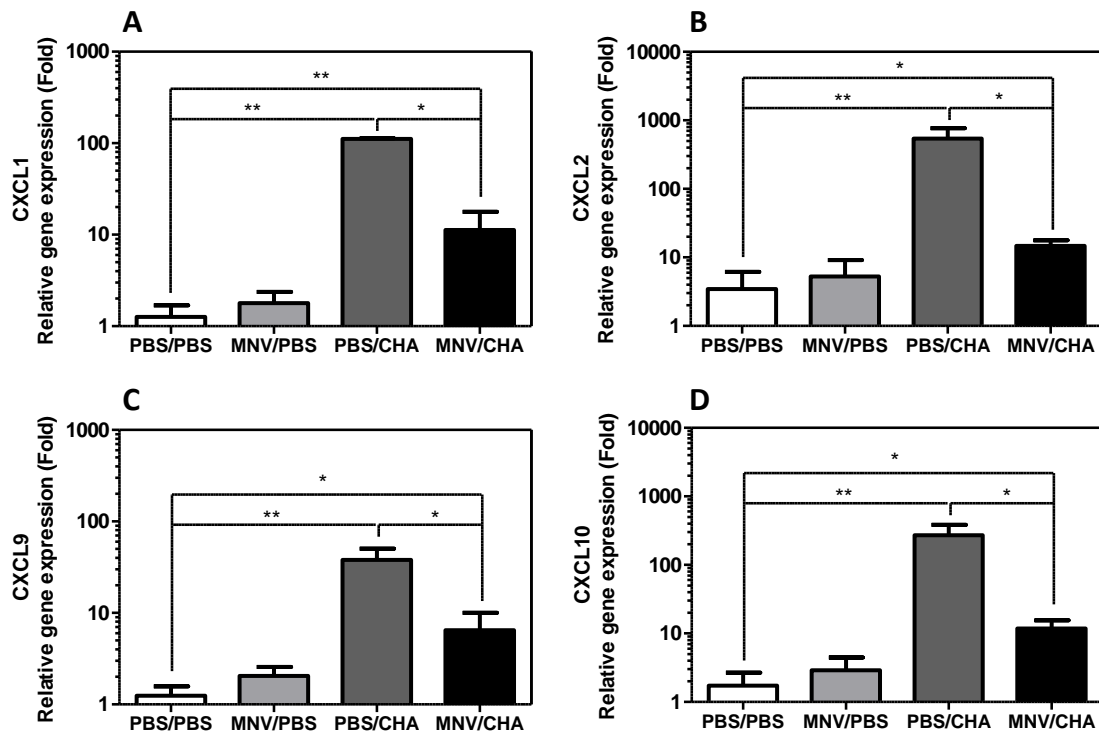 A
CXCL1
Relative gene expression (Fold)
1000
100
10
1
**
**
*
PBS/PBS MNV/PBS PBS/CHA MNV/CHA
B
CXCL2
Relative gene expression (Fold)
10000
1000
100
10
1
*
**
*
PBS/PBS MNV/PBS PBS/CHA MNV/CHA
C
CXCL9
Relative gene expression (Fold)
1000
100
10
1
*
**
*
PBS/PBS MNV/PBS PBS/CHA MNV/CHA
D
CXCL10
Relative gene expression (Fold)
10000
1000
100
10
1
*
**
*
PBS/PBS MNV/PBS PBS/CHA MNV/CHA